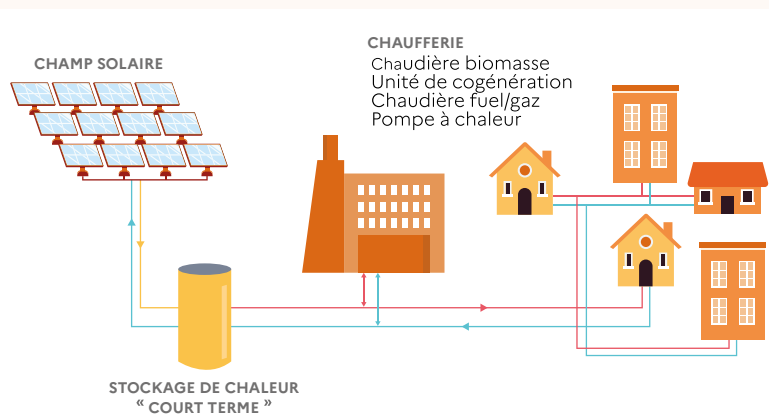 CHAMP SOLAIRE
CHAUFFERIE
Chaudière biomasse
Unité de cogénération
Chaudière fuel/gaz
Pompe à chaleur
STOCKAGE DE CHALEUR
“ COURT TERME ”